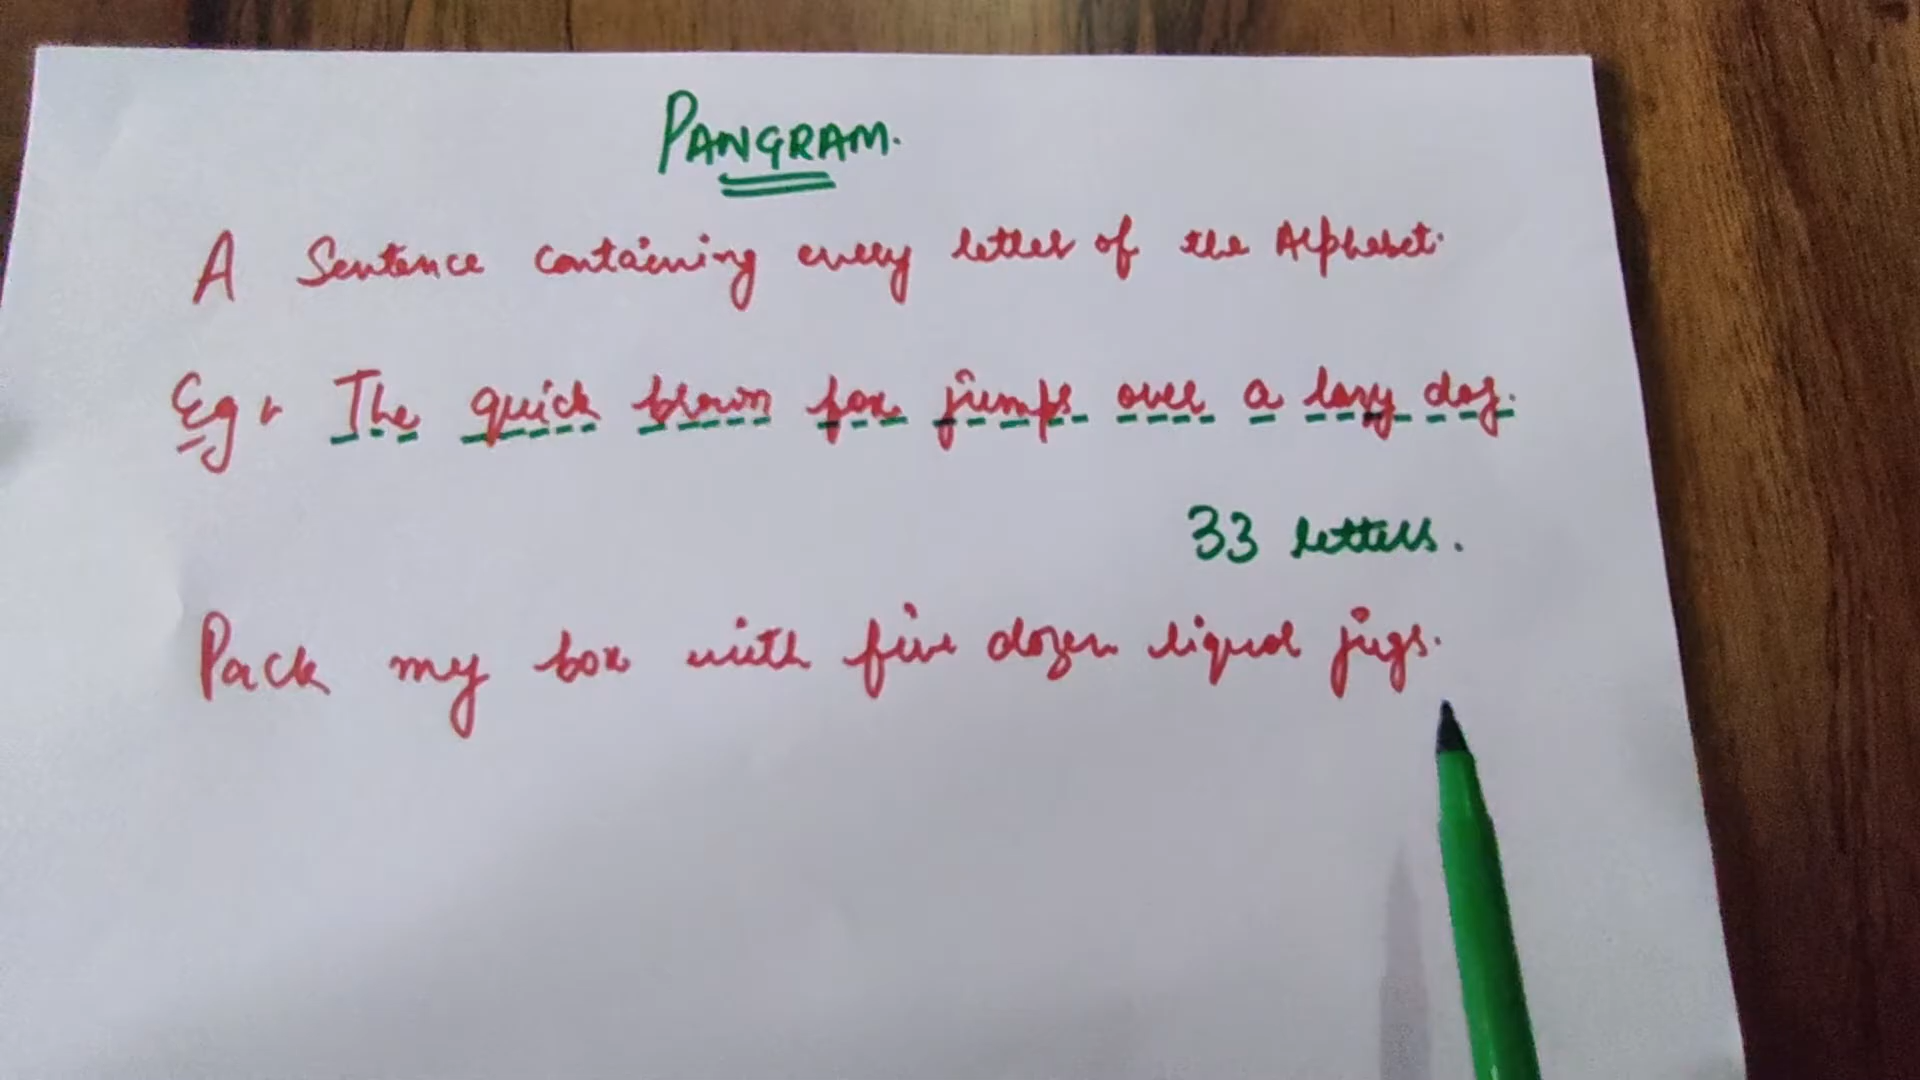 PANGRAM.
A Sentence containing every letter of the Alphabet.
Eg:- The quick brown fox jumps over a lazy dog.
33 letters.
Pack my box with five dozen liquid jugs.